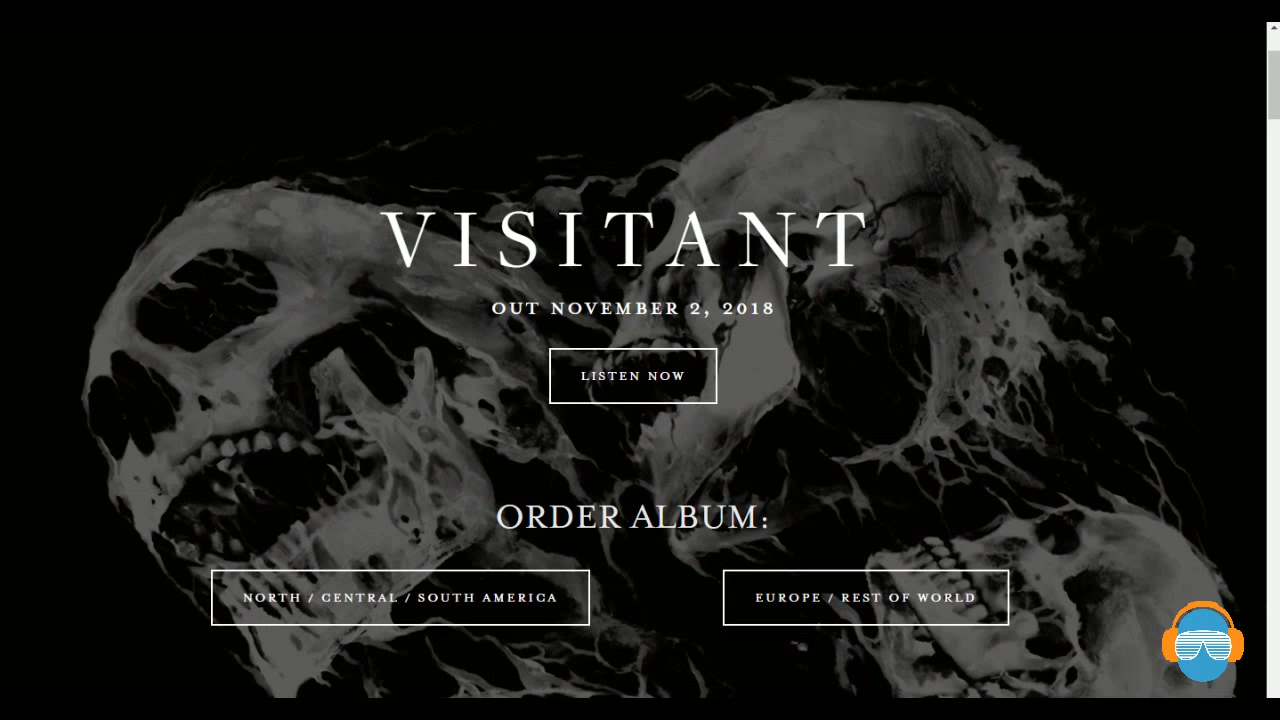 VISITANT
OUT NOVEMBER 2, 2018
LISTEN NOW
ORDER ALBUM:
NORTH / CENTRAL / SOUTH AMERICA
EUROPE / REST OF WORLD